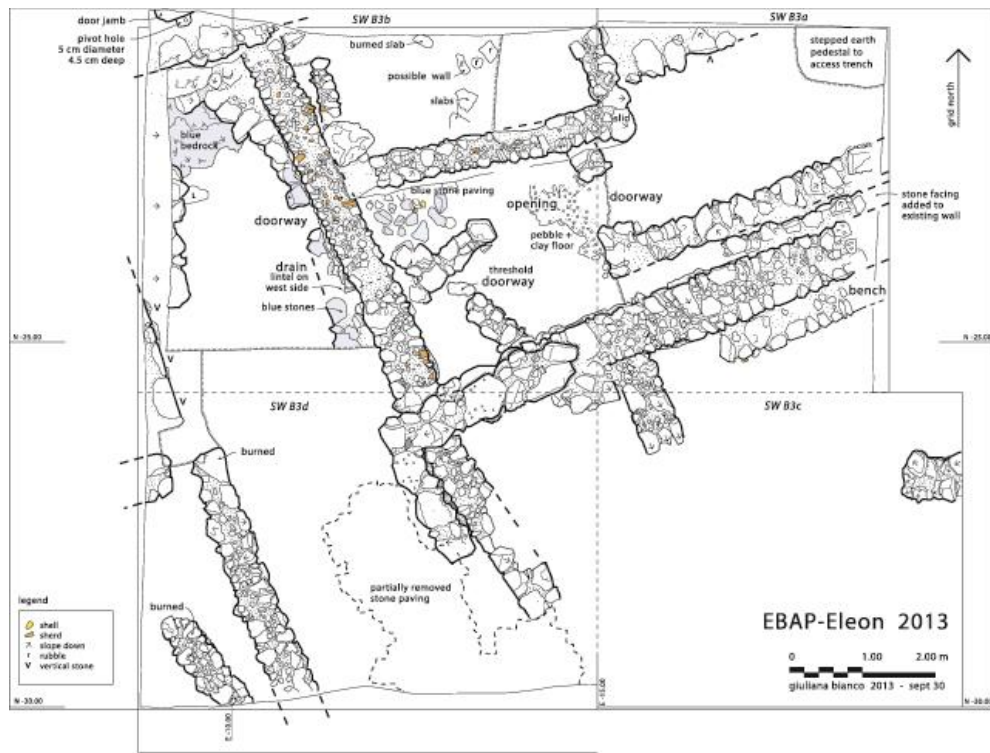 SW B3b
SW B3a
door jamb
pivot hole
5 cm diameter
4.5 cm deep
burned slab
possible wall
slabs
stepped earth
pedestal to
access trench
grid north
slid
blue
bedrock
blue stone paving
doorway
opening
doorway
pebble +
clay floor
stone facing
added to
existing wall
drain
lintel on
west side
threshold
doorway
blue stones
bench
N -25.00
N -25.00
SW B3d
SW B3c
burned
partially removed
stone paving
burned
legend
shell
sherd
slope down
r rubble
V vertical stone
EBAP-Eleon 2013
0 1.00 2.00 m
giuliana bianco 2013 - sept 30
N -30.00
E -15.00